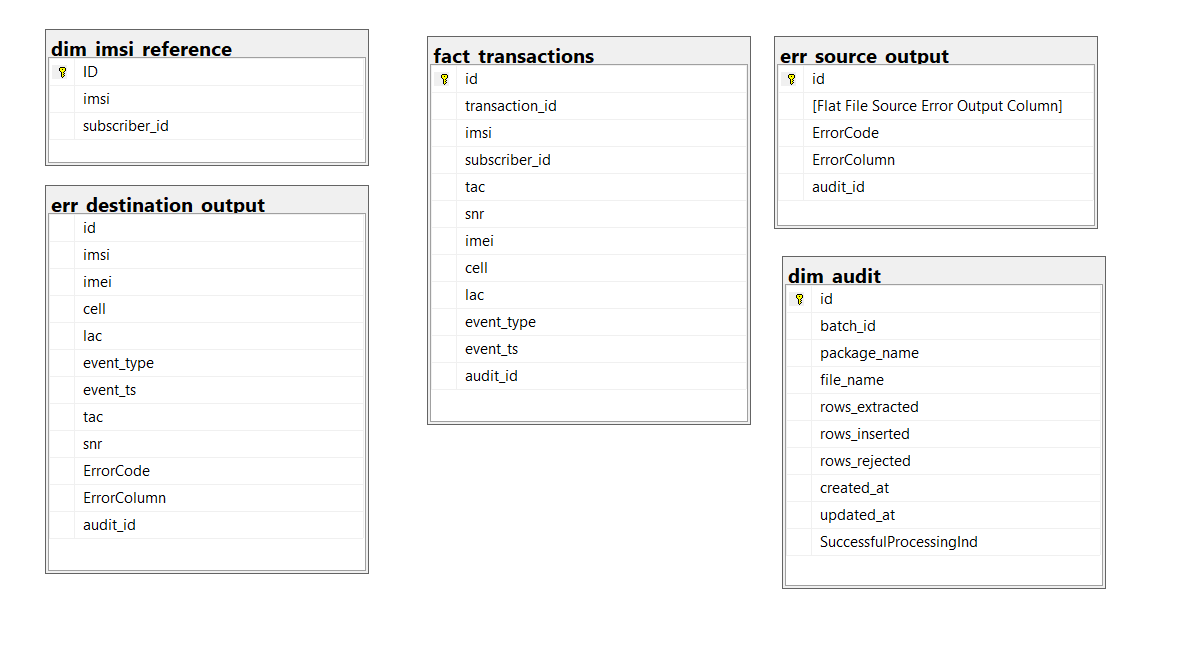 dim_imsi_reference
ID
imsi
subscriber_id
err_destination_output
id
imsi
imei
cell
lac
event_type
event_ts
tac
snr
ErrorCode
ErrorColumn
audit_id
fact_transactions
id
transaction_id
imsi
subscriber_id
tac
snr
imei
cell
lac
event_type
event_ts
audit_id
err_source_output
id
[Flat File Source Error Output Column]
ErrorCode
ErrorColumn
audit_id
dim_audit
id
batch_id
package_name
file_name
rows_extracted
rows_inserted
rows_rejected
created_at
updated_at
SuccessfulProcessingInd